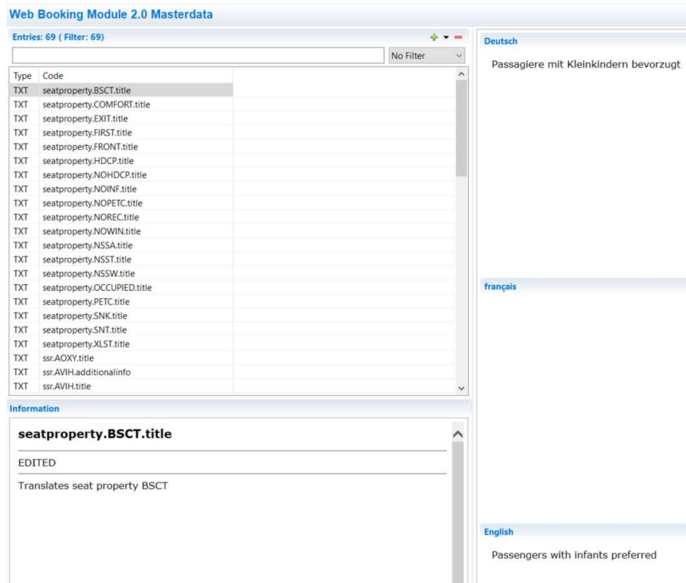 Web Booking Module 2.0 Masterdata
Entries: 69 ( Filter: 69)
No Filter
Type Code
TXT seatproperty.BSCT.title
TXT seatproperty.COMFORT.title
TXT seatproperty.EXIT.title
TXT seatproperty.FIRST.title
TXT seatproperty.FRONT.title
TXT seatproperty.HDCP.title
TXT seatproperty.NOHDCP.title
TXT seatproperty.NOINF.title
TXT seatproperty.NOPETC.title
TXT seatproperty.NOREC.title
TXT seatproperty.NOWIN.title
TXT seatproperty.NSSA.title
TXT seatproperty.NSST.title
TXT seatproperty.NSSW.title
TXT seatproperty.OCCUPIED.title
TXT seatproperty.PETC.title
TXT seatproperty.SNK.title
TXT seatproperty.SNT.title
TXT seatproperty.XLST.title
TXT ssr.AOXY.title
TXT ssr.AVIH.additionalinfo
TXT ssr.AVIH.title
Information
seatproperty.BSCT.title
EDITED
Translates seat property BSCT
Deutsch
Passagiere mit Kleinkindern bevorzugt
français
English
Passengers with infants preferred